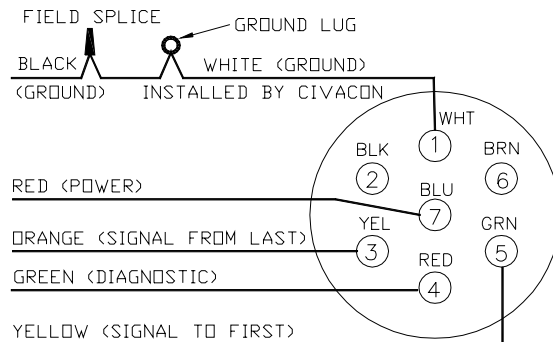 FIELD SPLICE
GROUND LUG
BLACK
WHITE (GROUND)
(GROUND)
INSTALLED BY CIVACON
WHT
1
BLK
2
BRN
6
RED (POWER)
BLU
7
YEL
3
GRN
5
ORANGE (SIGNAL FROM LAST)
RED
4
GREEN (DIAGNOSTIC)
YELLOW (SIGNAL TO FIRST)